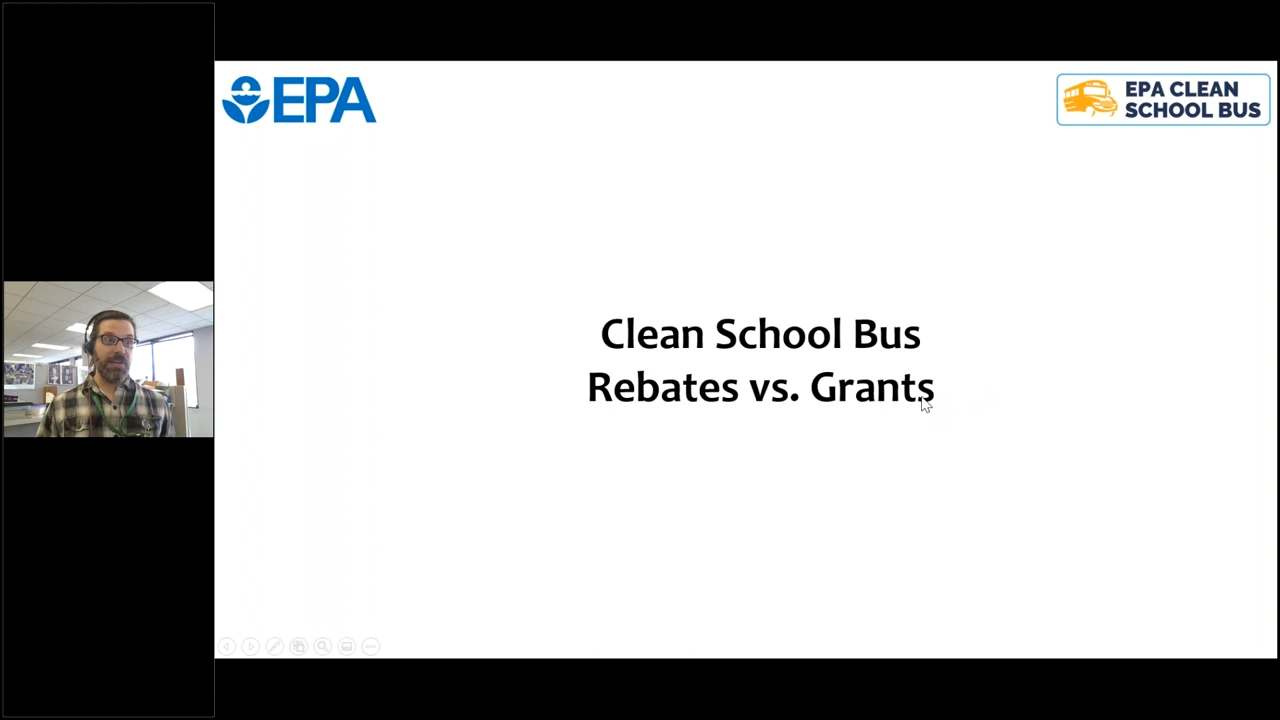 EPA
EPA CLEAN
SCHOOL BUS
Clean School Bus
Rebates vs. Grants